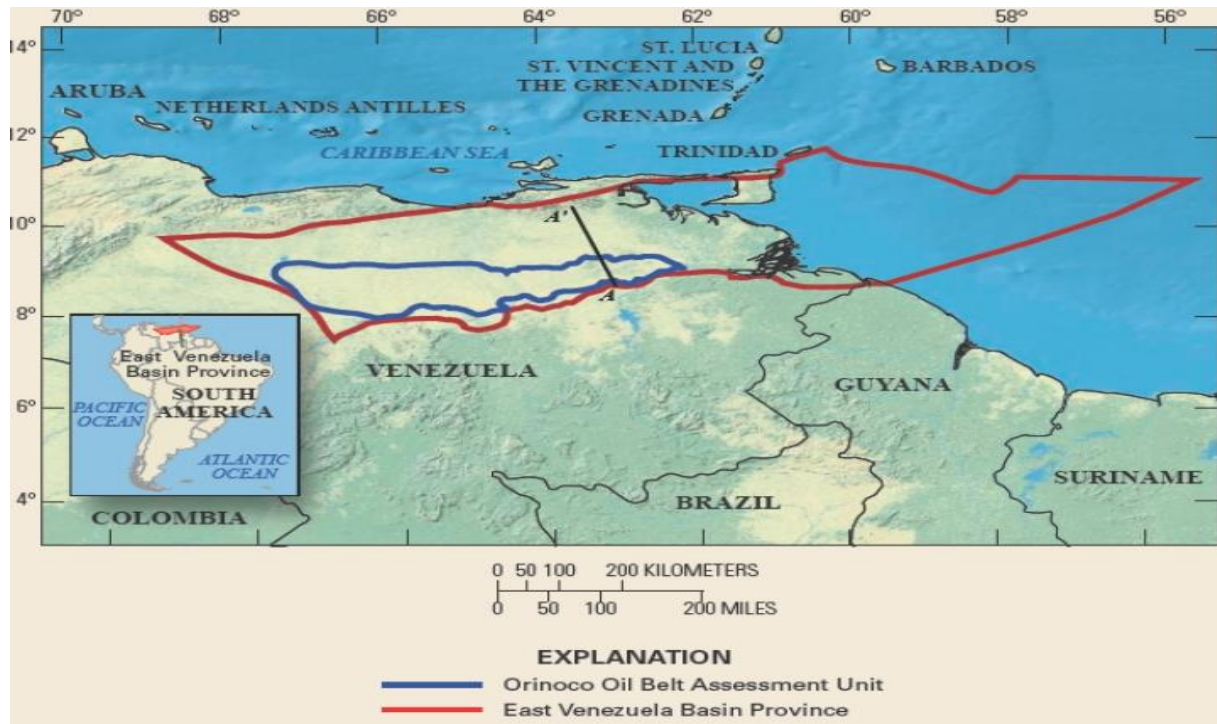 70° 68° 66° 64° 62° 60° 58° 56°
14°
ST. LUCIA
ST. VINCENT AND
THE GRENADINES
BARBADOS
ARUBA
NETHERLANDS ANTILLES
GRENADA
12°
CARIBBEAN SEA
TRINIDAD
10°
A'
A
8°
East Venezuela
Basin Province
SOUTH
AMERICA
PACIFIC
OCEAN
ATLANTIC
OCEAN
VENEZUELA
GUYANA
6°
SURINAME
4°
COLOMBIA
BRAZIL
0 50 100 200 KILOMETERS
0 50 100 200 MILES
EXPLANATION
Orinoco Oil Belt Assessment Unit
East Venezuela Basin Province